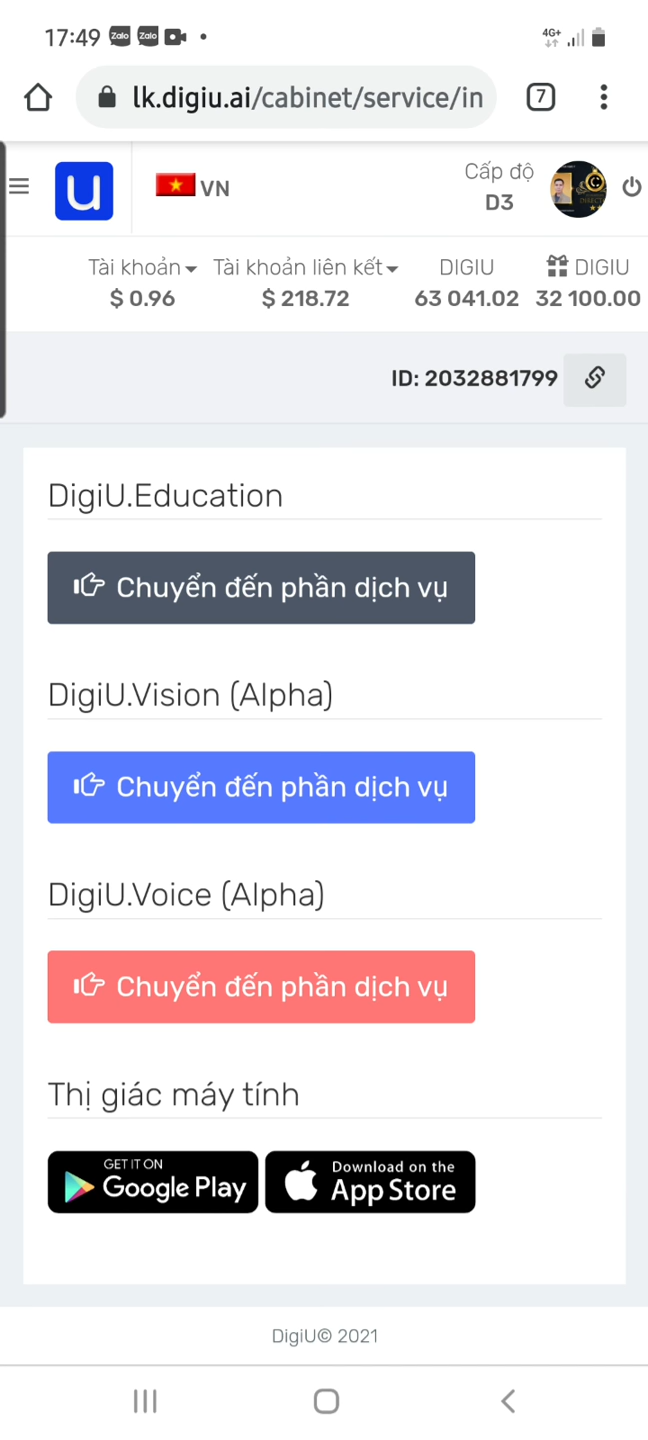 17:49 Zalo Zalo 4G+
lk.digiu.ai/cabinet/service/in 7
u VN Cấp độ
D3
Tài khoản Tài khoản liên kết DIGIU DIGIU
$ 0.96 $ 218.72 63 041.02 32 100.00
ID: 2032881799
DigiU.Education
Chuyển đến phần dịch vụ
DigiU.Vision (Alpha)
Chuyển đến phần dịch vụ
DigiU.Voice (Alpha)
Chuyển đến phần dịch vụ
Thị giác máy tính
GET IT ON
Google Play
Download on the
App Store
DigiU© 2021